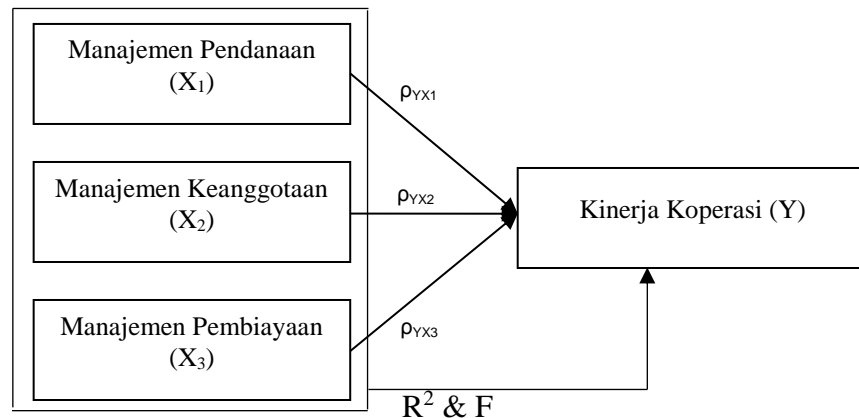 Manajemen Pendanaan
(X₁)
ρYX1
Manajemen Keanggotaan
(X₂)
ρYX2
Kinerja Koperasi (Y)
Manajemen Pembiayaan
(X₃)
ρYX3
R² & F